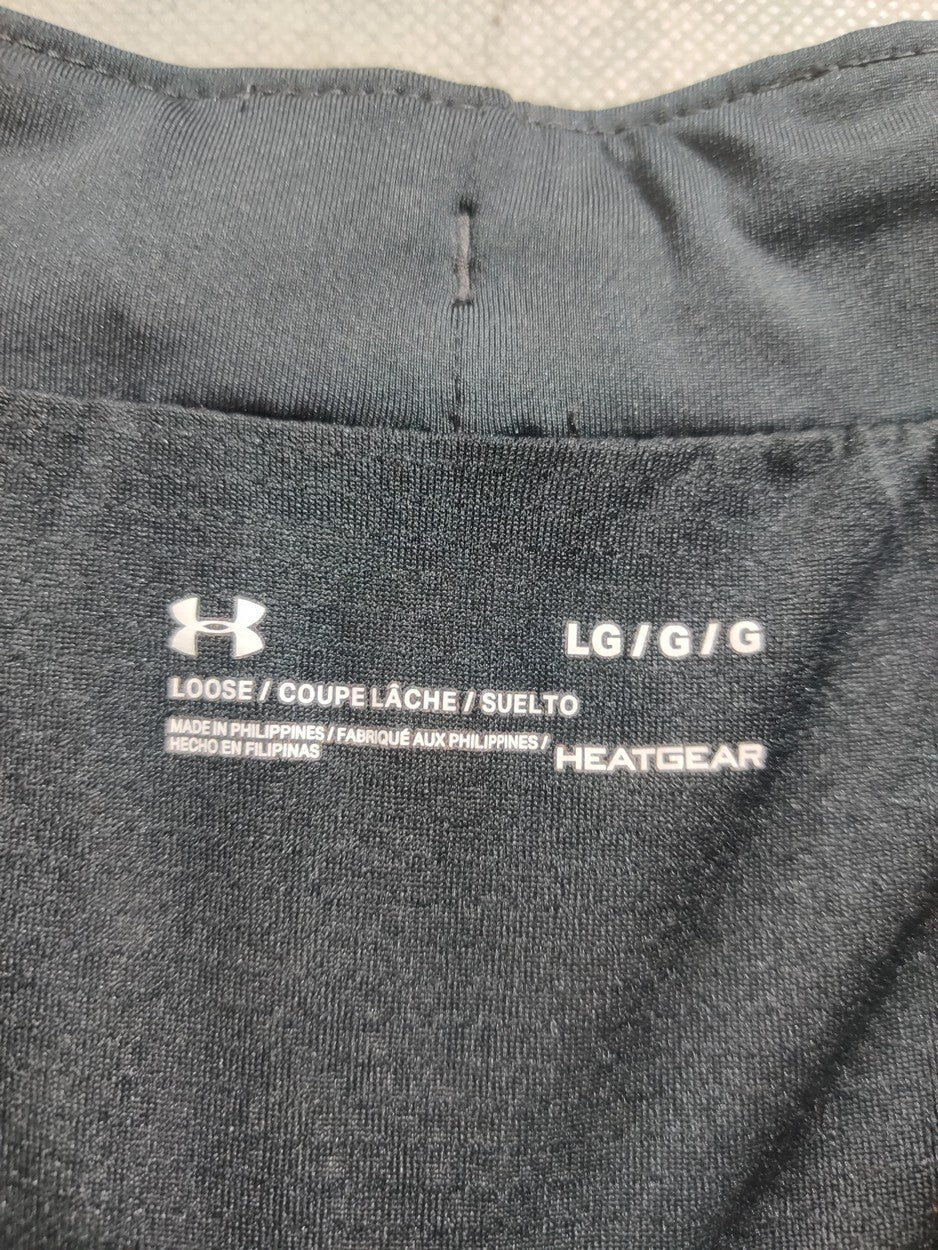 LG / G / G
LOOSE / COUPE LÂCHE / SUELTO
MADE IN PHILIPPINES / FABRIQUÉ AUX PHILIPPINES /
HECHO EN FILIPINAS
HEATGEAR